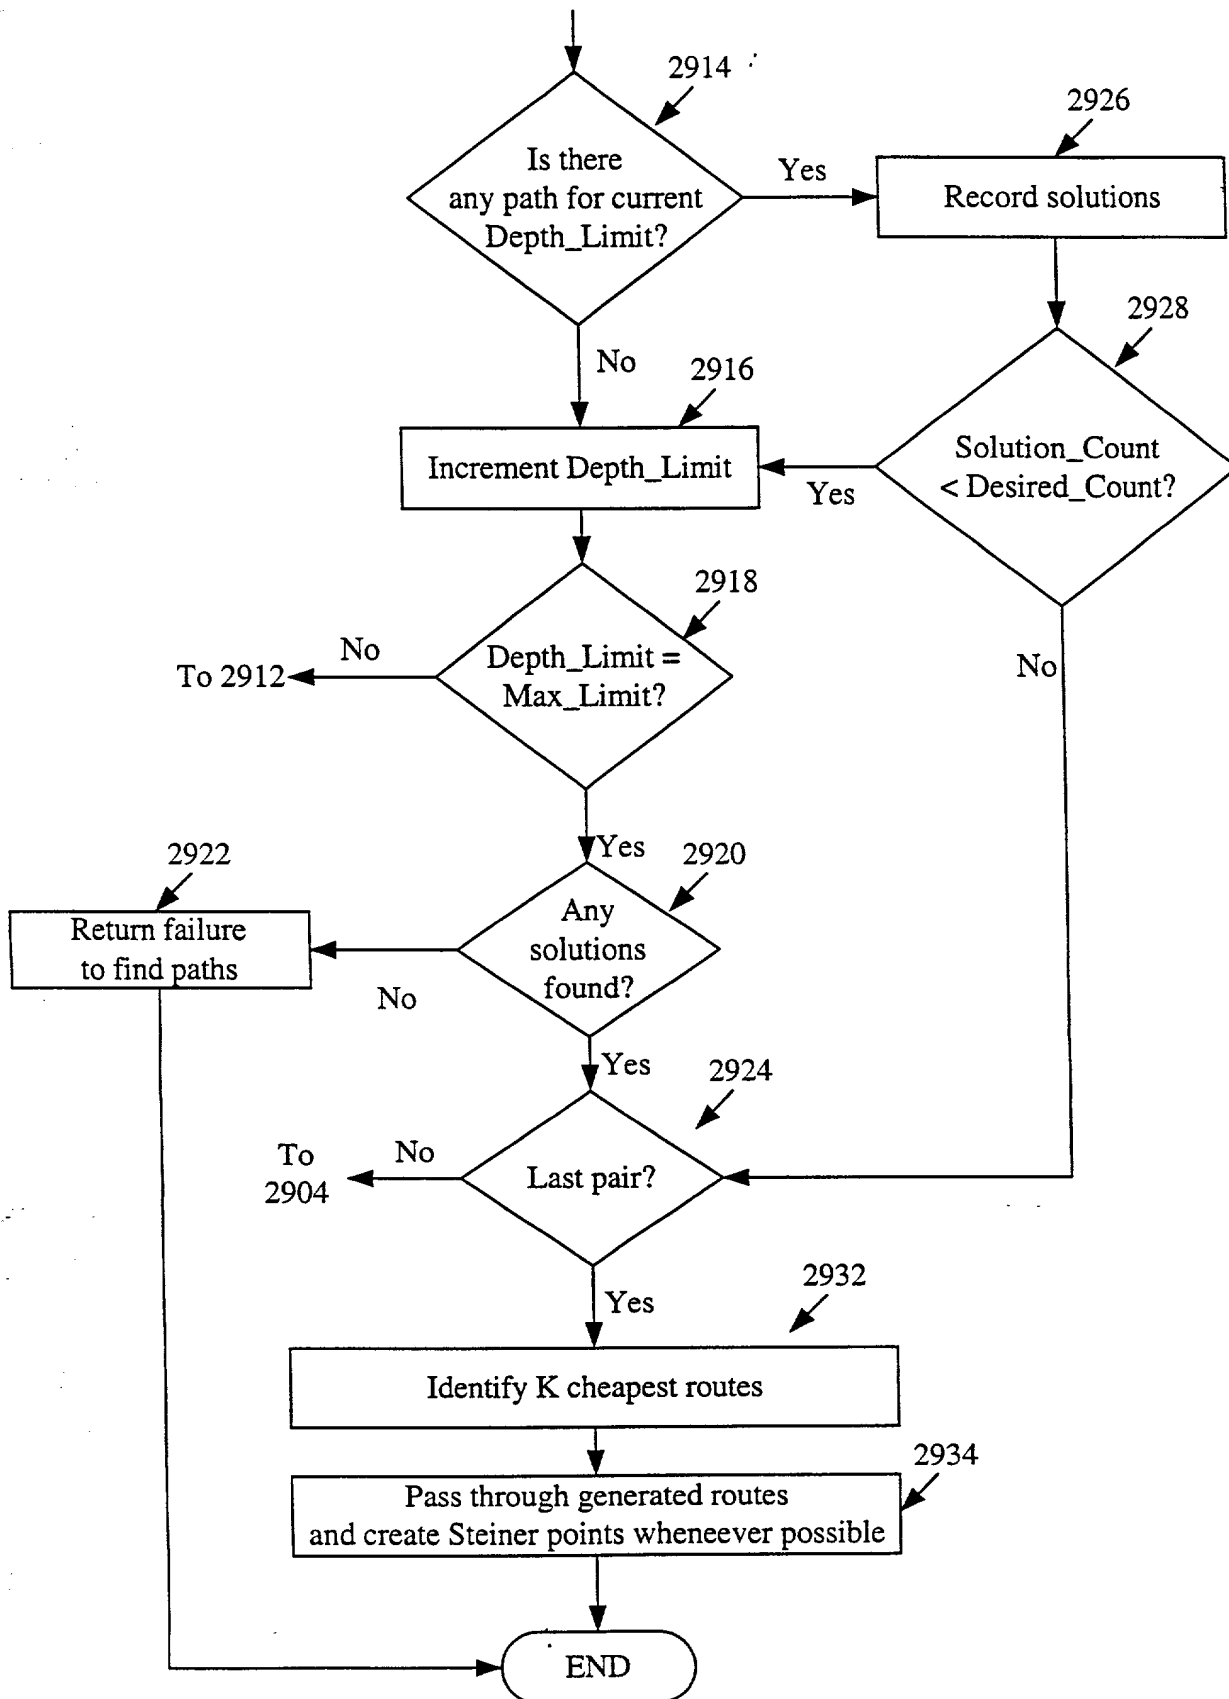 2914
Is there
any path for current
Depth_Limit?
Yes
2926
Record solutions
2928
Solution_Count
< Desired_Count?
Yes
No
No
2916
Increment Depth_Limit
2918
Depth_Limit =
Max_Limit?
No
To 2912
Yes
2920
Any
solutions
found?
No
2922
Return failure
to find paths
Yes
2924
Last pair?
No
To
2904
Yes
2932
Identify K cheapest routes
2934
Pass through generated routes
and create Steiner points wheneever possible
END